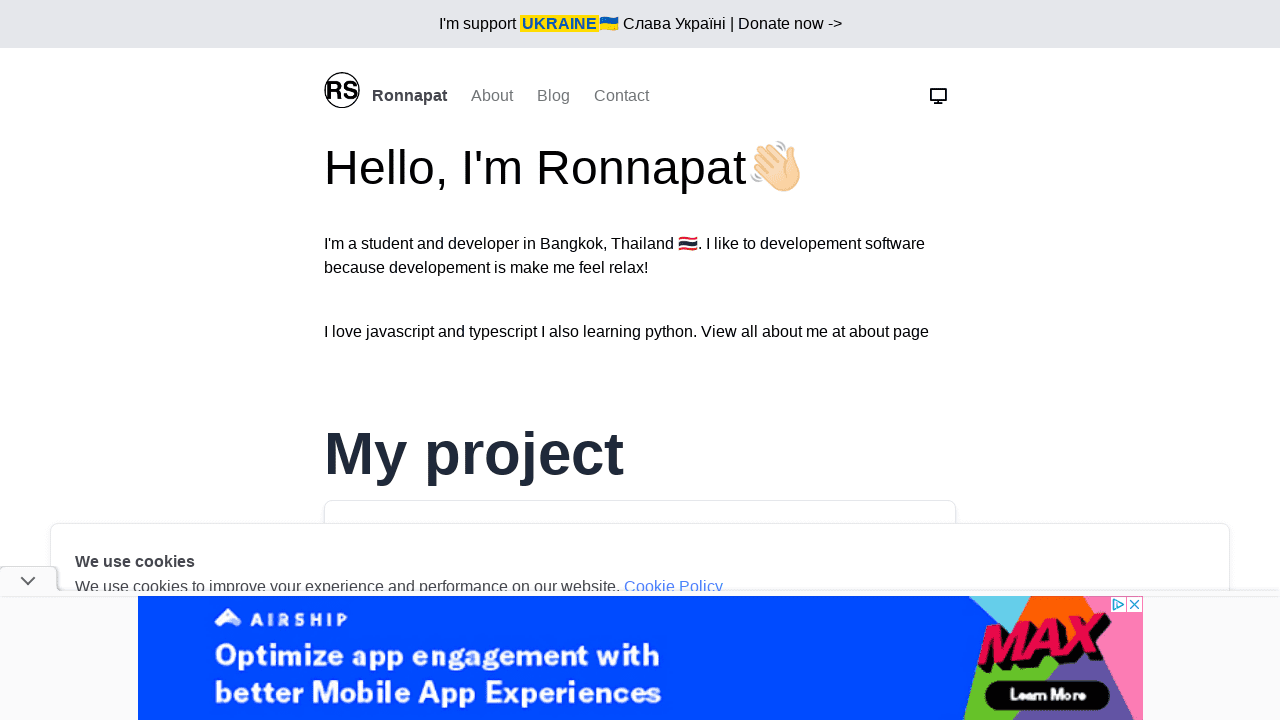 I'm support UKRAINE🇺🇦 Слава Україні | Donate now ->
RS Ronnapat About Blog Contact
Hello, I'm Ronnapat👋🏻
I'm a student and developer in Bangkok, Thailand 🇹🇭. I like to developement software
because developement is make me feel relax!
I love javascript and typescript I also learning python. View all about me at about page
My project
We use cookies
We use cookies to improve your experience and performance on our website. Cookie Policy
AIRSHIP
Optimize app engagement with
better Mobile App Experiences
MAX
Learn More